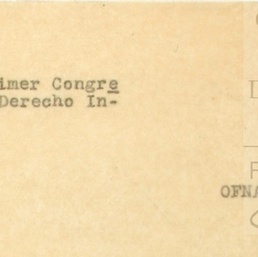 imer Congre
Derecho In-
OFNA